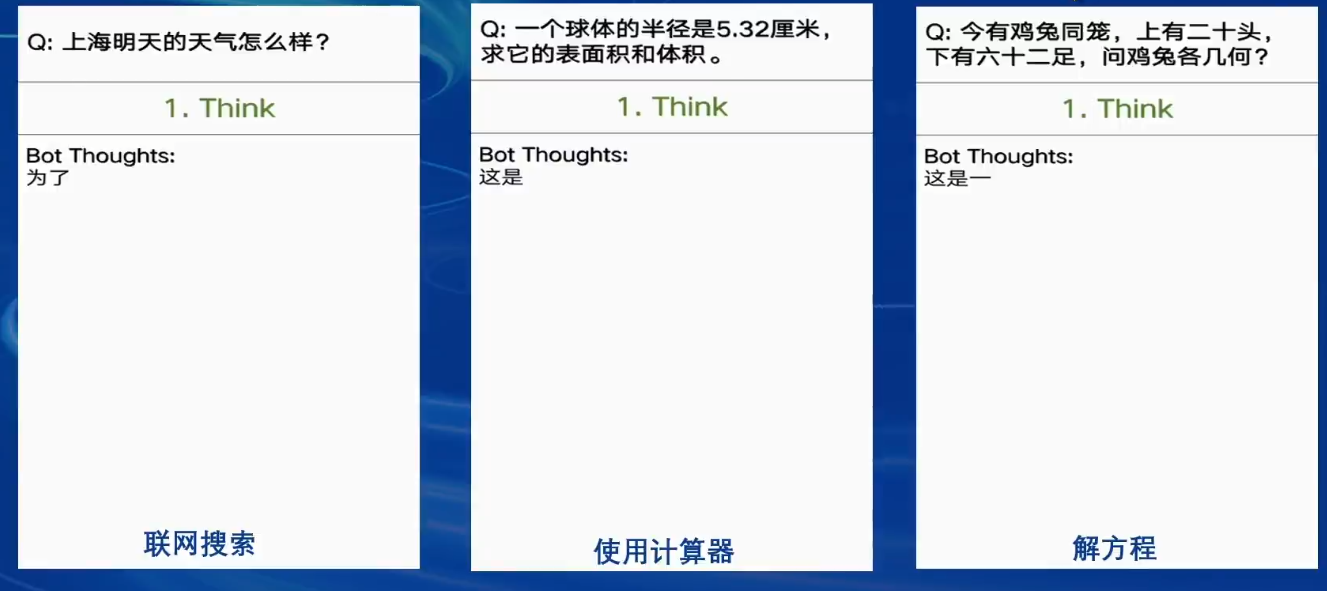 Q: 上海明天的天气怎么样？
1. Think
Bot Thoughts:
为了
联网搜索
Q: 一个球体的半径是5.32厘米，
求它的表面积和体积。
1. Think
Bot Thoughts:
这是
使用计算器
Q: 今有鸡兔同笼，上有二十头，
下有六十二足，问鸡兔各几何？
1. Think
Bot Thoughts:
这是一
解方程